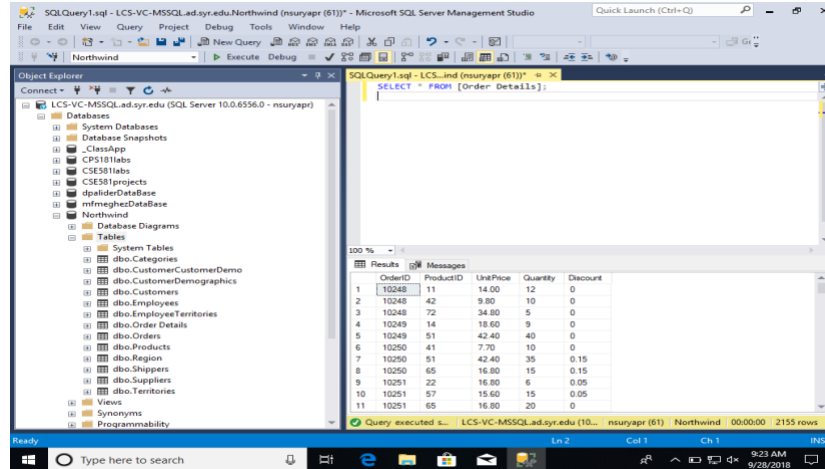 SQLQuery1.sql - LCS-VC-MSSQL.ad.syr.edu.Northwind (nsuryapr (61))* - Microsoft SQL Server Management Studio
Quick Launch (Ctrl+Q)
File Edit View Query Project Debug Tools Window Help
New Query
Northwind Execute Debug
Object Explorer
SQLQuery1.sql - LCS...ind (nsuryapr (61))*
Connect
SELECT * FROM [Order Details];
LCS-VC-MSSQL.ad.syr.edu (SQL Server 10.0.6556.0 - nsuryapr)
Databases
System Databases
Database Snapshots
_ClassApp
CPS181labs
CSE581labs
CSE581projects
dpaliderDataBase
mfmeghezDataBase
Northwind
Database Diagrams
Tables
System Tables
dbo.Categories
dbo.CustomerCustomerDemo
dbo.CustomerDemographics
dbo.Customers
dbo.Employees
dbo.EmployeeTerritories
dbo.Order Details
dbo.Orders
dbo.Products
dbo.Region
dbo.Shippers
dbo.Suppliers
dbo.Territories
Views
Synonyms
Programmability
100 %
Results Messages
OrderID ProductID UnitPrice Quantity Discount
1 10248 11 14.00 12 0
2 10248 42 9.80 10 0
3 10248 72 34.80 5 0
4 10249 14 18.60 9 0
5 10249 51 42.40 40 0
6 10250 41 7.70 10 0
7 10250 51 42.40 35 0.15
8 10250 65 16.80 15 0.15
9 10251 22 16.80 6 0.05
10 10251 57 15.60 15 0.05
11 10251 65 16.80 20 0
Query executed s... LCS-VC-MSSQL.ad.syr.edu (10... nsuryapr (61) Northwind 00:00:00 2155 rows
Ready Ln 2 Col 1 Ch 1 INS
Type here to search
9:23 AM
9/28/2018